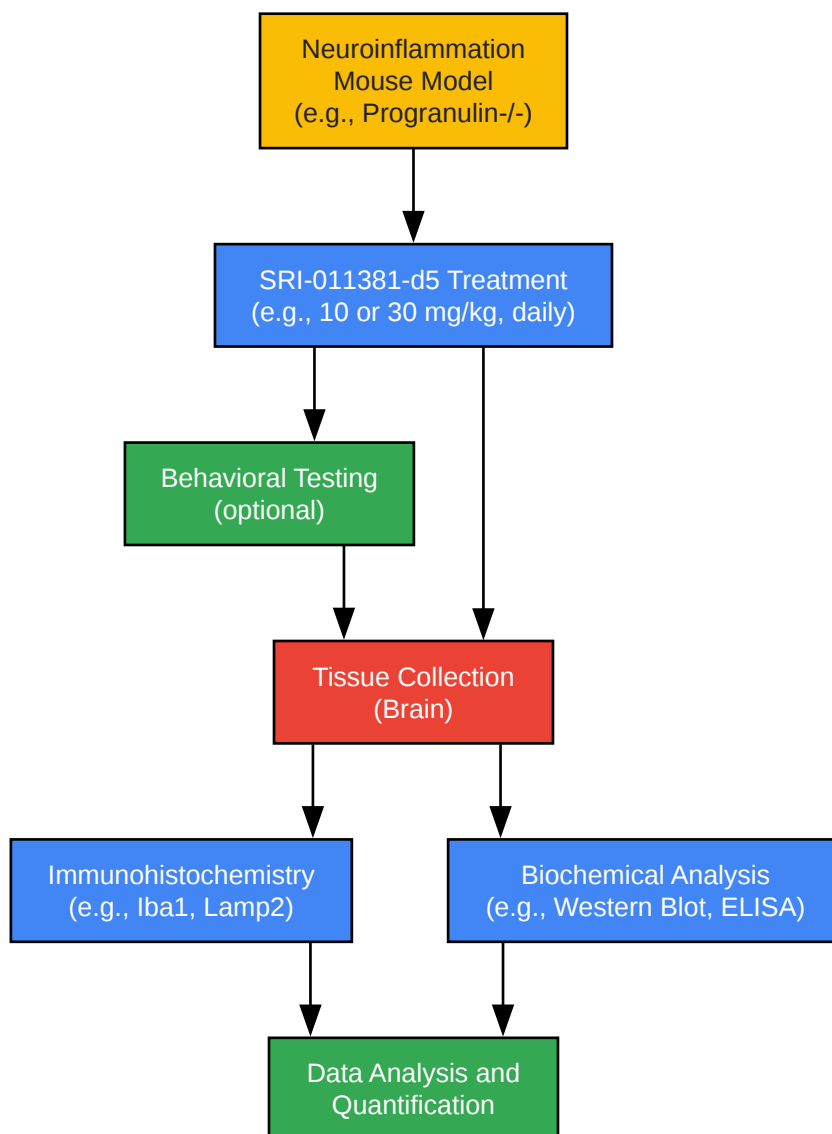 Neuroinflammation
Mouse Model
(e.g., Progranulin-/-)
SRI-011381-d5 Treatment
(e.g., 10 or 30 mg/kg, daily)
Behavioral Testing
(optional)
Tissue Collection
(Brain)
Immunohistochemistry
(e.g., Iba1, Lamp2)
Biochemical Analysis
(e.g., Western Blot, ELISA)
Data Analysis and
Quantification